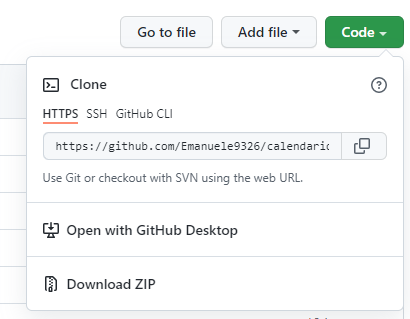 Go to file Add file Code
Clone
HTTPS SSH GitHub CLI
https://github.com/Emanuele9326/calendario
Use Git or checkout with SVN using the web URL.
Open with GitHub Desktop
Download ZIP